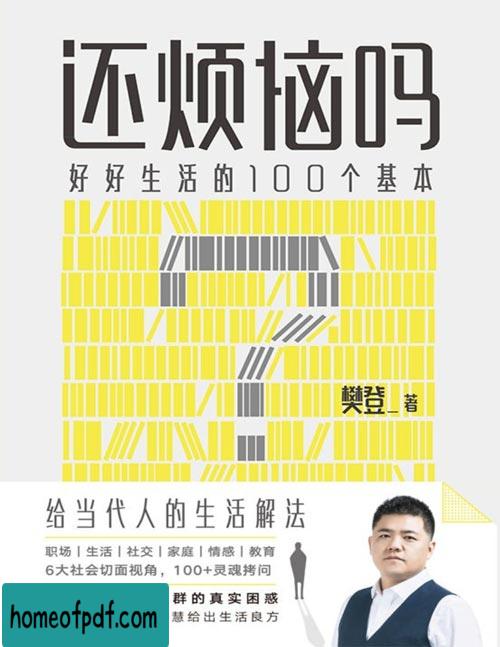 还烦恼吗
好好生活的100个基本
樊登_著
给当代人的生活解法
职场|生活|社交|家庭|情感|教育
6大社会切面视角，100+灵魂拷问
群的真实困惑
慧给出生活良方
homeofpdf.com